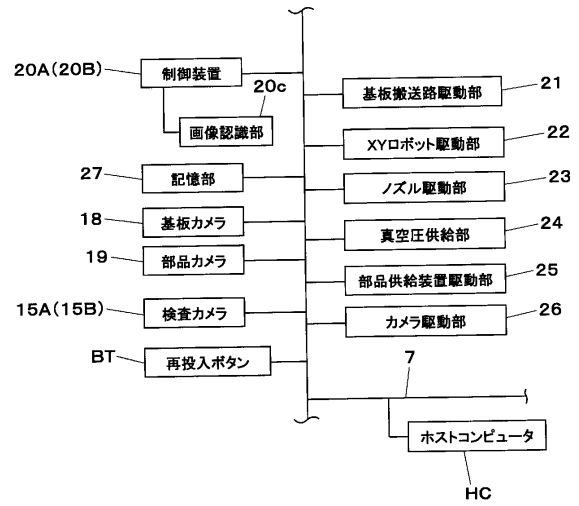 20A(20B)
制御装置
20c
画像認識部
27
記憶部
18
基板カメラ
19
部品カメラ
15A(15B)
検査カメラ
BT
再投入ボタン
21
基板搬送路駆動部
22
XYロボット駆動部
23
ノズル駆動部
24
真空圧供給部
25
部品供給装置駆動部
26
カメラ駆動部
7
ホストコンピュータ
HC